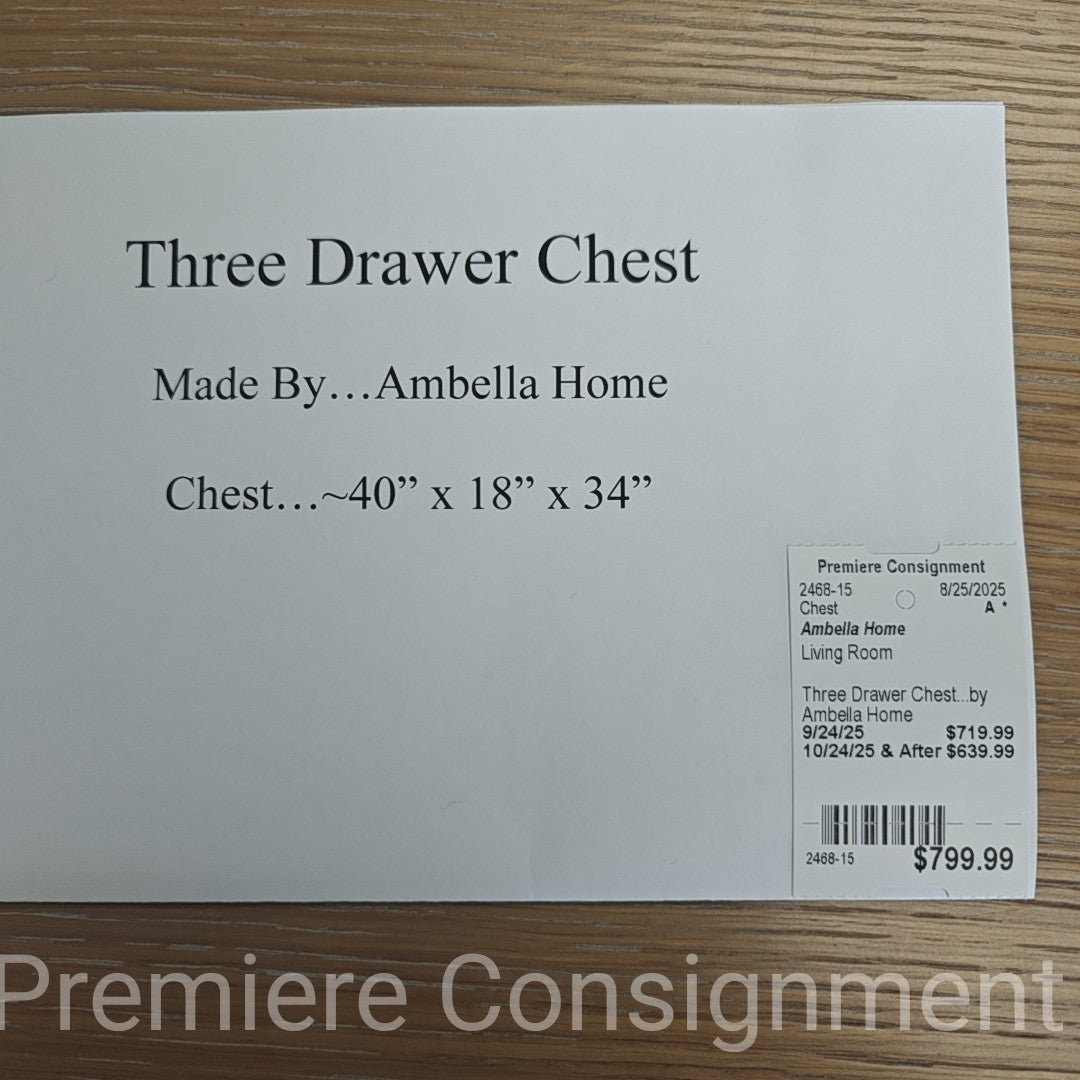 Three Drawer Chest
Made By…Ambella Home
Chest…~40” x 18” x 34”
Premiere Consignment
2468-15 8/25/2025
Chest A *
Ambella Home
Living Room
Three Drawer Chest...by
Ambella Home
9/24/25 $719.99
10/24/25 & After $639.99
2468-15 $799.99
Premiere Consignment